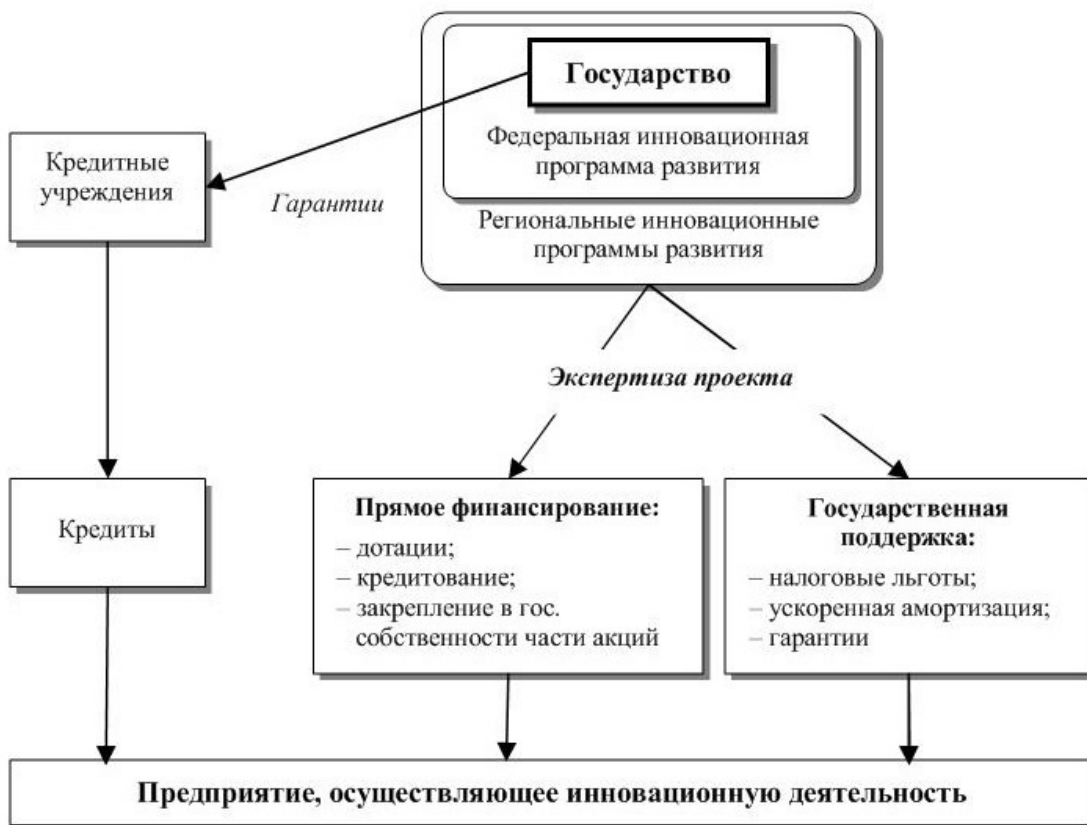 Государство
Федеральная инновационная
программа развития
Региональные инновационные
программы развития
Кредитные
учреждения
Гарантии
Экспертиза проекта
Кредиты
Прямое финансирование:
– дотации;
– кредитование;
– закрепление в гос.
собственности части акций
Государственная
поддержка:
– налоговые льготы;
– ускоренная амортизация;
– гарантии
Предприятие, осуществляющее инновационную деятельность